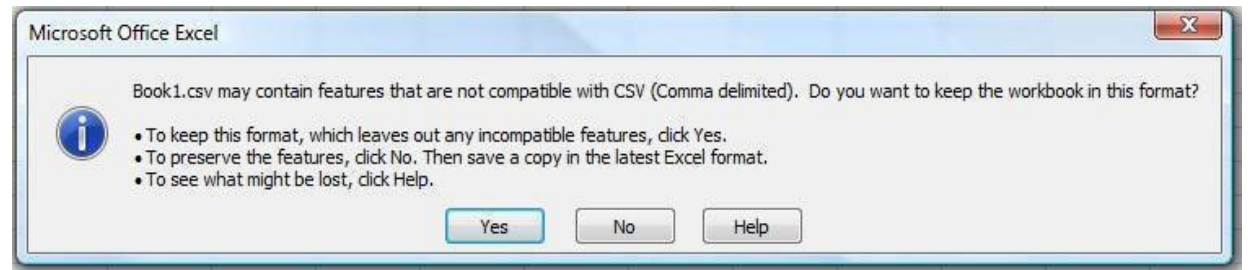 Microsoft Office Excel
Book1.csv may contain features that are not compatible with CSV (Comma delimited).  Do you want to keep the workbook in this format?
• To keep this format, which leaves out any incompatible features, click Yes.
• To preserve the features, click No. Then save a copy in the latest Excel format.
• To see what might be lost, click Help.
Yes No Help